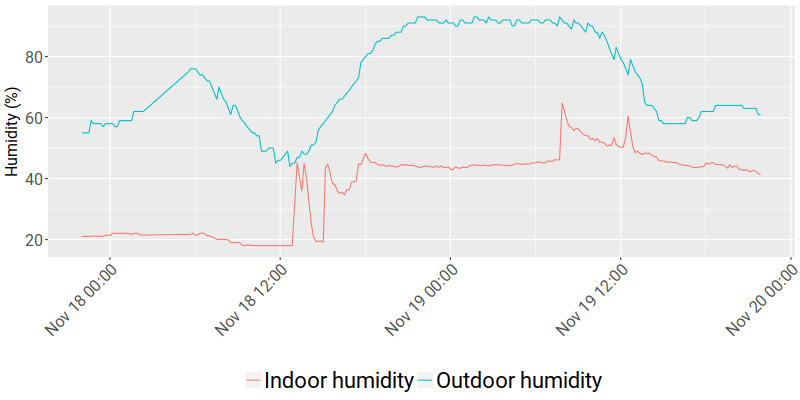 Humidity (%)
80
60
40
20
Nov 18 00:00
Nov 18 12:00
Nov 19 00:00
Nov 19 12:00
Nov 20 00:00
Indoor humidity
Outdoor humidity